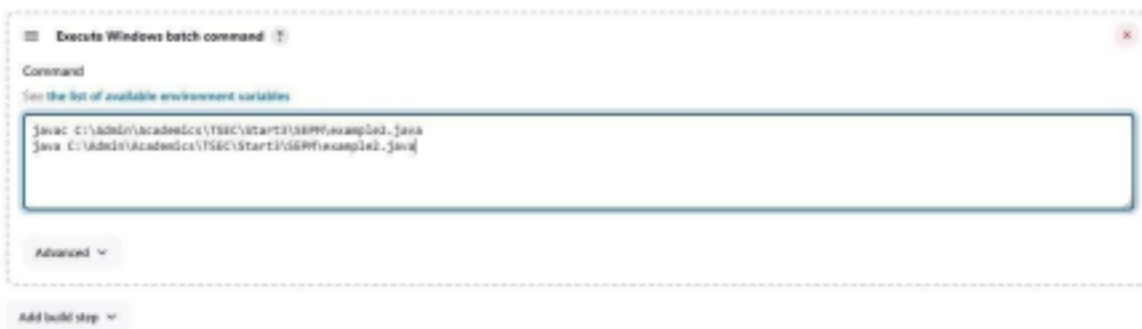 Execute Windows batch command ?
Command
See the list of available environment variables
javac C:\Admin\Academics\TSEC\Start3\SEPM\example2.java
java C:\Admin\Academics\TSEC\Start3\SEPM\example2.java
Advanced
Add build step